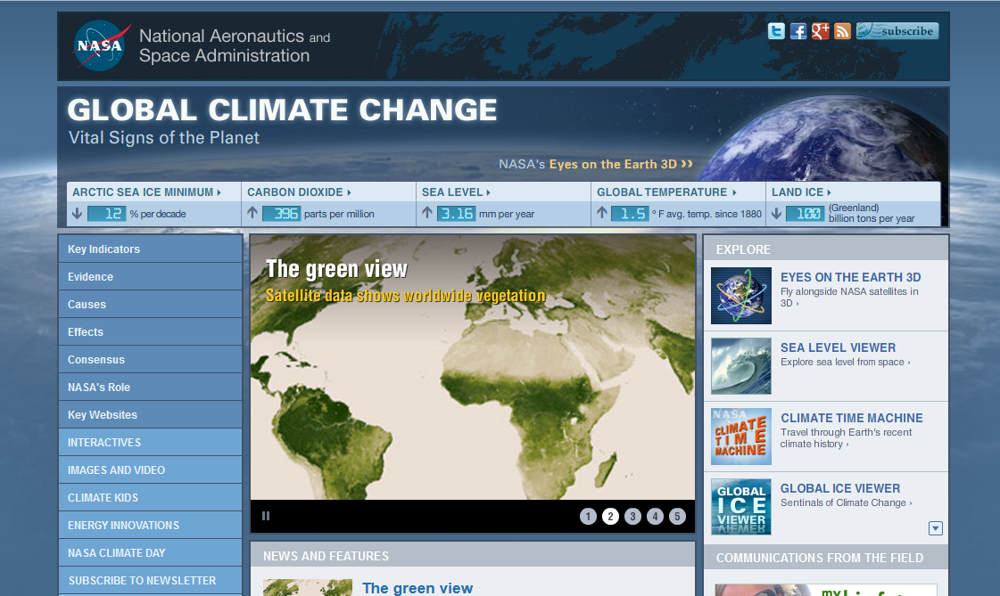 NASA
National Aeronautics and
Space Administration
subscribe
GLOBAL CLIMATE CHANGE
Vital Signs of the Planet
NASA's Eyes on the Earth 3D
ARCTIC SEA ICE MINIMUM
12 % per decade
CARBON DIOXIDE
396 parts per million
SEA LEVEL
3.16 mm per year
GLOBAL TEMPERATURE
1.5 ° F avg. temp. since 1880
LAND ICE
100 (Greenland)
billion tons per year
Key Indicators
Evidence
Causes
Effects
Consensus
NASA's Role
Key Websites
INTERACTIVES
IMAGES AND VIDEO
CLIMATE KIDS
ENERGY INNOVATIONS
NASA CLIMATE DAY
SUBSCRIBE TO NEWSLETTER
The green view
Satellite data shows worldwide vegetation
1 2 3 4 5
NEWS AND FEATURES
The green view
EXPLORE
EYES ON THE EARTH 3D
Fly alongside NASA satellites in
3D ›
SEA LEVEL VIEWER
Explore sea level from space ›
NASA
CLIMATE
TIME
MACHINE
CLIMATE TIME MACHINE
Travel through Earth's recent
climate history ›
GLOBAL
ICE
VIEWER
GLOBAL ICE VIEWER
Sentinals of Climate Change ›
COMMUNICATIONS FROM THE FIELD
my